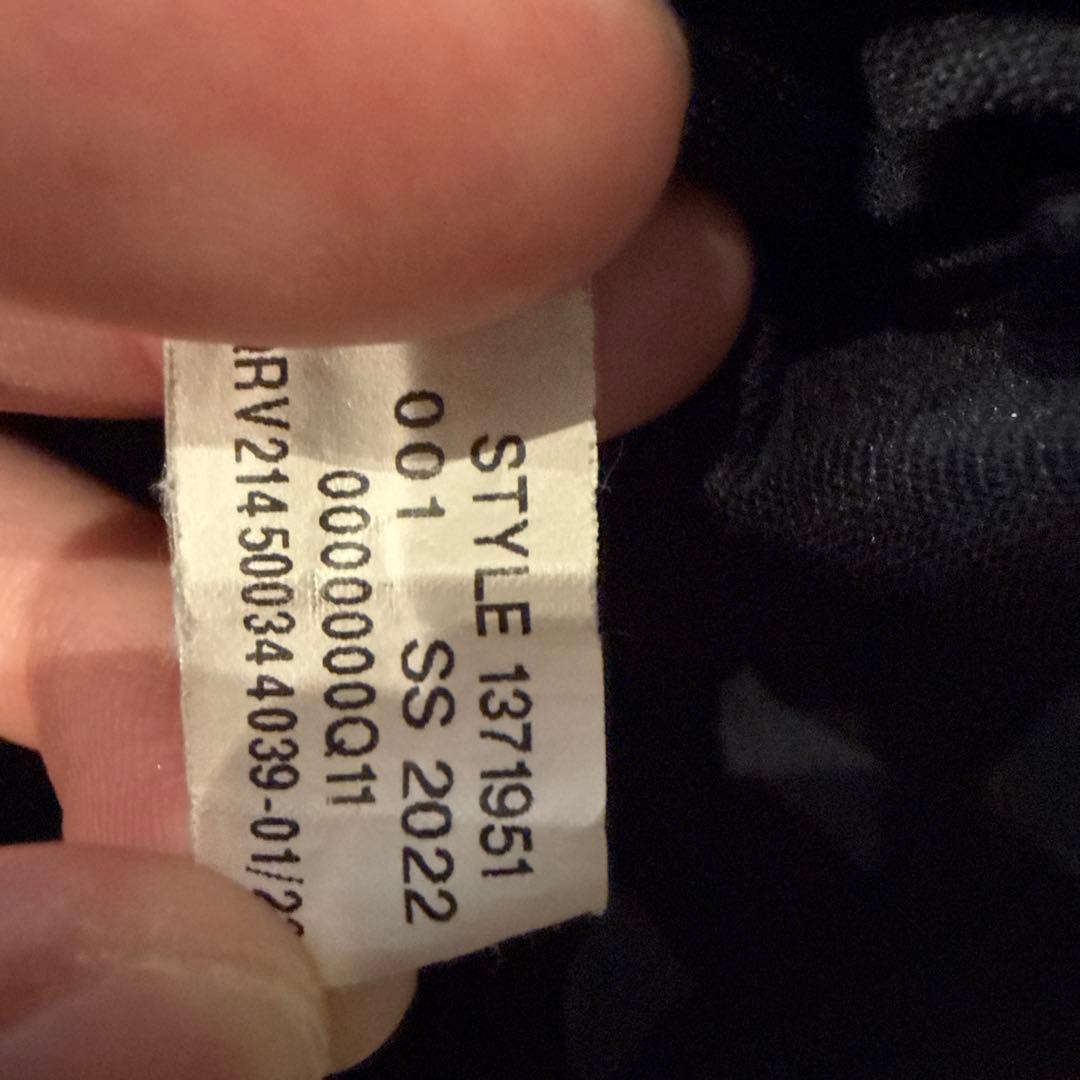 STYLE 1371951
001 SS 2022
0000000Q11
RV214500344039-01/2